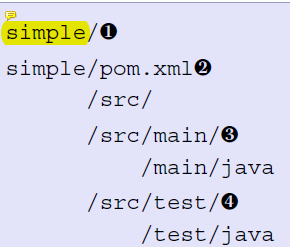 simple/❶
simple/pom.xml❷
/src/
/src/main/❸
/main/java
/src/test/❹
/test/java